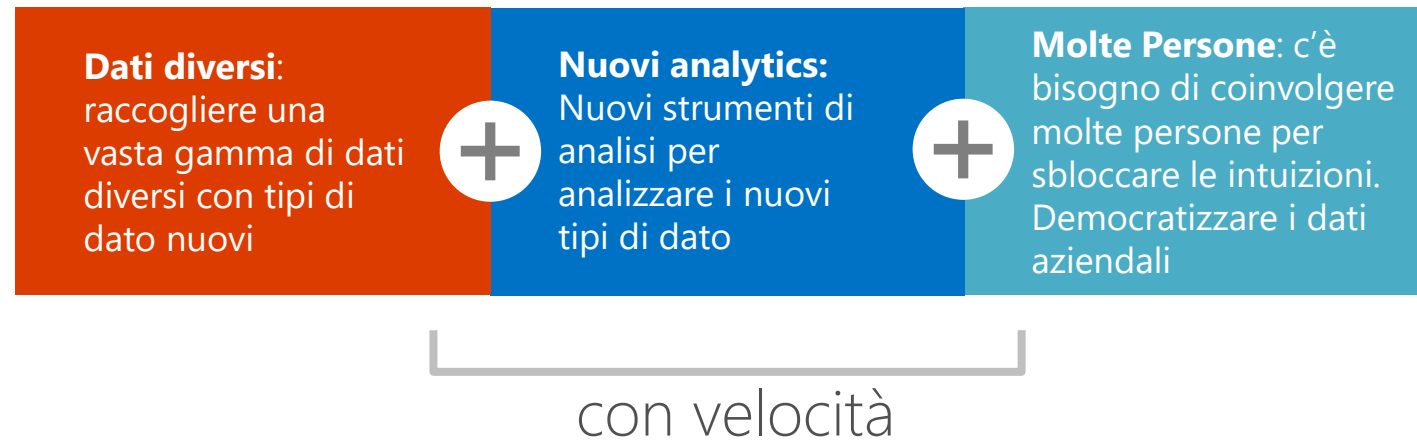 Dati diversi:
raccogliere una
vasta gamma di dati
diversi con tipi di
dato nuovi
+
Nuovi analytics:
Nuovi strumenti di
analisi per
analizzare i nuovi
tipi di dato
+
Molte Persone: c’è
bisogno di coinvolgere
molte persone per
sbloccare le intuizioni.
Democratizzare i dati
aziendali
con velocità